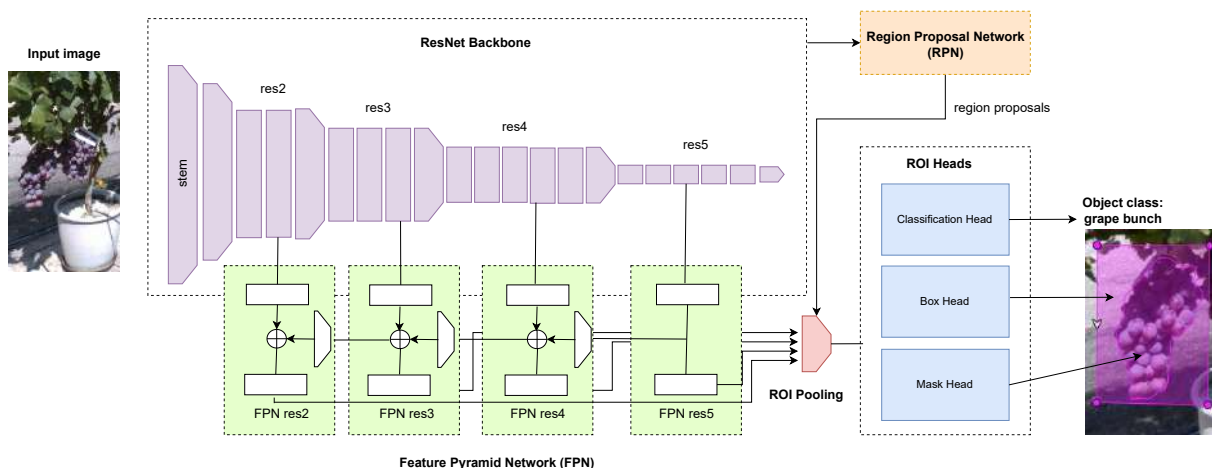 Input image
ResNet Backbone
Region Proposal Network
(RPN)
res2
res3
res4
res5
stem
region proposals
ROI Heads
Classification Head
Object class:
grape bunch
Box Head
Mask Head
ROI Pooling
FPN res2
FPN res3
FPN res4
FPN res5
Feature Pyramid Network (FPN)